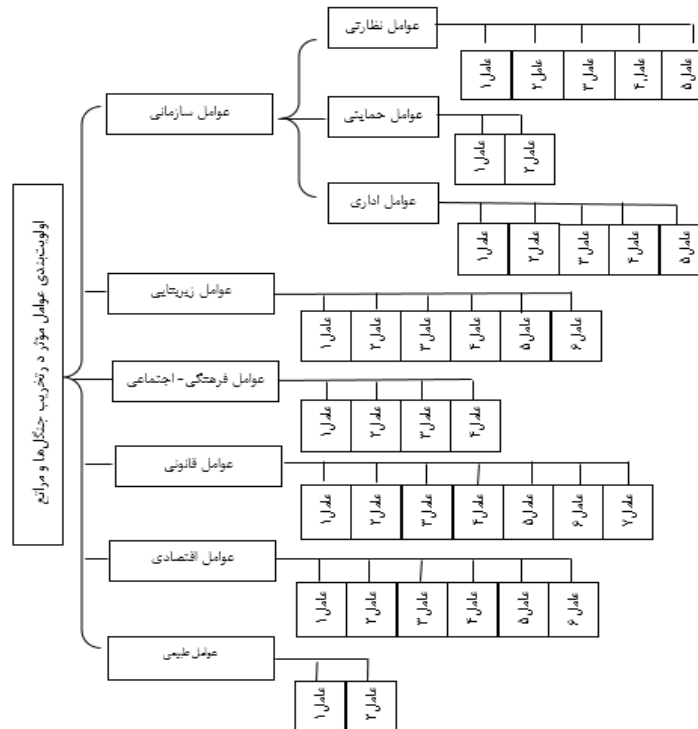 اولویت‌بندی عوامل مؤثر در تخریب جنگل‌ها و مراتع
عوامل سازمانی
عوامل نظارتی
عامل۱
عامل۲
عامل۳
عامل۴
عامل۵
عوامل حمایتی
عامل۱
عامل۲
عوامل اداری
عامل۱
عامل۲
عامل۳
عامل۴
عامل۵
عوامل زیربنایی
عامل۱
عامل۲
عامل۳
عامل۴
عامل۵
عامل۶
عوامل فرهنگی- اجتماعی
عامل۱
عامل۲
عامل۳
عامل۴
عوامل قانونی
عامل۱
عامل۲
عامل۳
عامل۴
عامل۵
عامل۶
عامل۷
عوامل اقتصادی
عامل۱
عامل۲
عامل۳
عامل۴
عامل۵
عامل۶
عوامل طبیعی
عامل۱
عامل۲